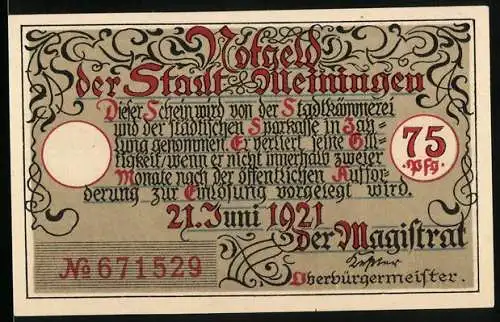 Notgeld
der Stadt Meiningen
Dieser Schein wird von der Stadtkämmerei
und der städtischen Sparkasse in Zah-
lung genommen. Er verliert seine Gül-
tigkeit, wenn er nicht innerhalb zweier
Monate nach der öffentlichen Auffor-
derung zur Einlösung vorgelegt wird.
75
Pfg.
21. Juni 1921
der Magistrat
Oberbürgermeister.
No 671529